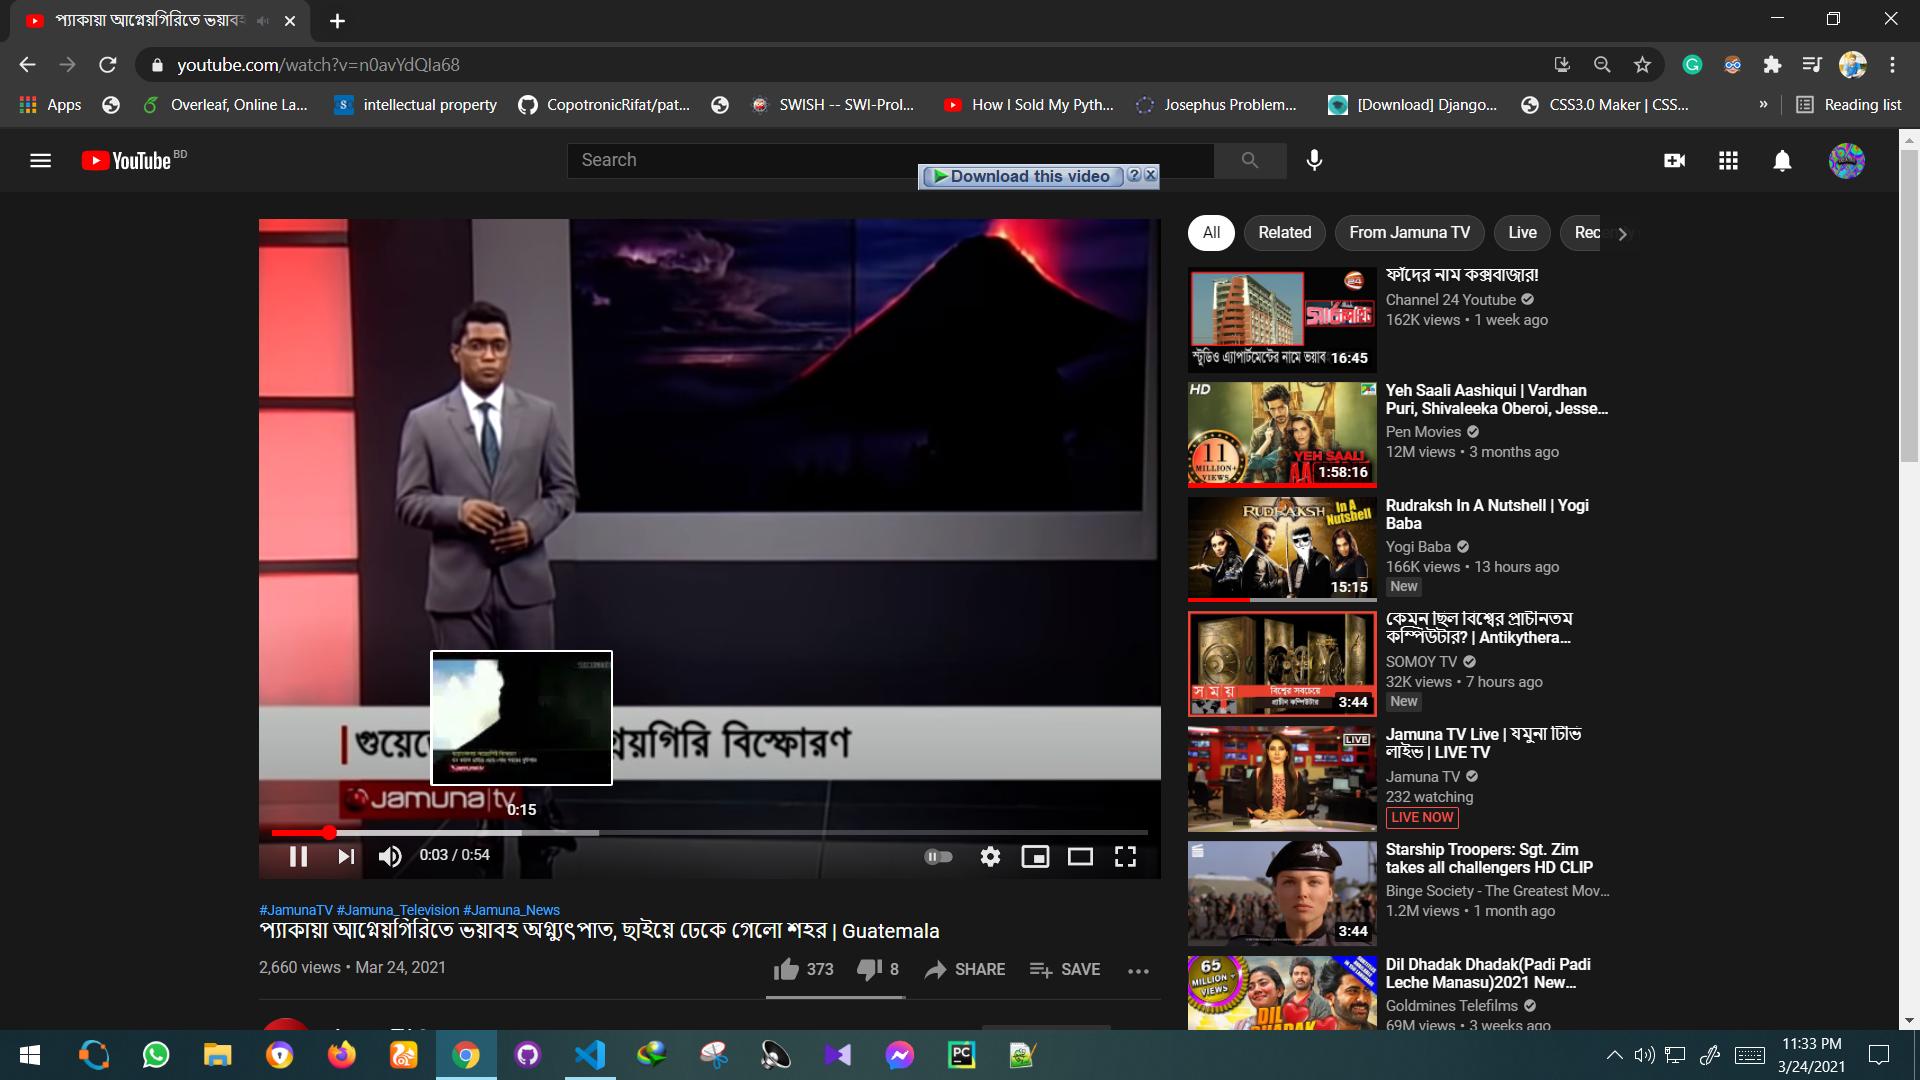 প্যাকায়া আগ্নেয়গিরিতে ভয়াবহ
youtube.com/watch?v=n0avYdQIa68
Apps
Overleaf, Online La...
intellectual property
CopotronicRifat/pat...
SWISH -- SWI-Prol...
How I Sold My Pyth...
Josephus Problem...
[Download] Django...
CSS3.0 Maker | CSS...
»
Reading list
YouTube BD
Search
Download this video
All
Related
From Jamuna TV
Live
Rec
গুয়েতে
গ্নেয়গিরি বিস্ফোরণ
Jamuna|tv
0:15
0:03 / 0:54
#JamunaTV #Jamuna_Television #Jamuna_News
প্যাকায়া আগ্নেয়গিরিতে ভয়াবহ অগ্ন্যুৎপাত, ছাইয়ে ঢেকে গেলো শহর | Guatemala
2,660 views • Mar 24, 2021
373
8
SHARE
SAVE
24
স্টুডিও এ্যাপার্টমেন্টের নামে ভয়াব
16:45
ফাঁদের নাম কক্সবাজার!
Channel 24 Youtube
162K views • 1 week ago
HD
11
MILLION+
VIEWS
YEH SAALI
1:58:16
Yeh Saali Aashiqui | Vardhan
Puri, Shivaleeka Oberoi, Jesse...
Pen Movies
12M views • 3 months ago
RUDRAKSH In A
Nutshell
15:15
Rudraksh In A Nutshell | Yogi
Baba
Yogi Baba
166K views • 13 hours ago
New
সময়
বিশ্বের সবচেয়ে
প্রাচীন কম্পিউটার
3:44
কেমন ছিল বিশ্বের প্রাচীনতম
কম্পিউটার? | Antikythera...
SOMOY TV
32K views • 7 hours ago
New
LIVE
Jamuna TV Live | যমুনা টিভি
লাইভ | LIVE TV
Jamuna TV
232 watching
LIVE NOW
3:44
Starship Troopers: Sgt. Zim
takes all challengers HD CLIP
Binge Society - The Greatest Mov...
1.2M views • 1 month ago
65
MILLION+
VIEWS
DIL
Dil Dhadak Dhadak(Padi Padi
Leche Manasu)2021 New...
Goldmines Telefilms
69M views • 3 weeks ago
11:33 PM
3/24/2021